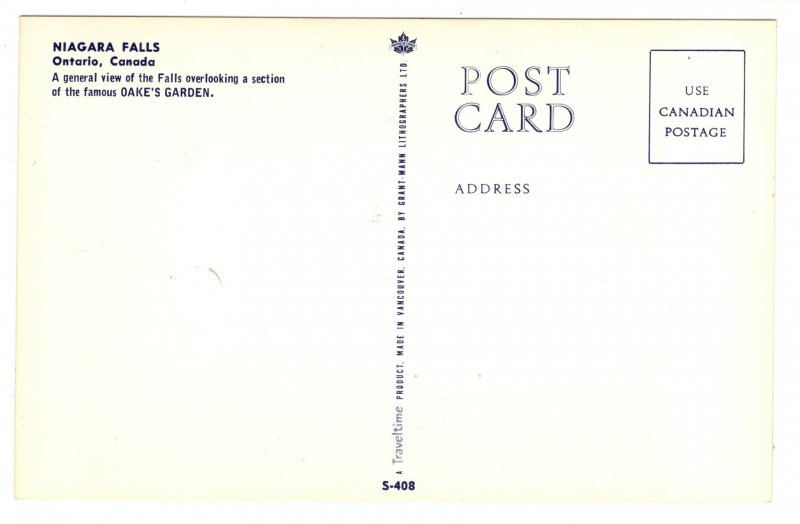 NIAGARA FALLS
Ontario, Canada
A general view of the Falls overlooking a section
of the famous OAKE'S GARDEN.
A Traveltime PRODUCT. MADE IN VANCOUVER, CANADA, BY GRANT-MANN LITHOGRAPHERS LTD.
S-408
POST
CARD
ADDRESS
USE
CANADIAN
POSTAGE